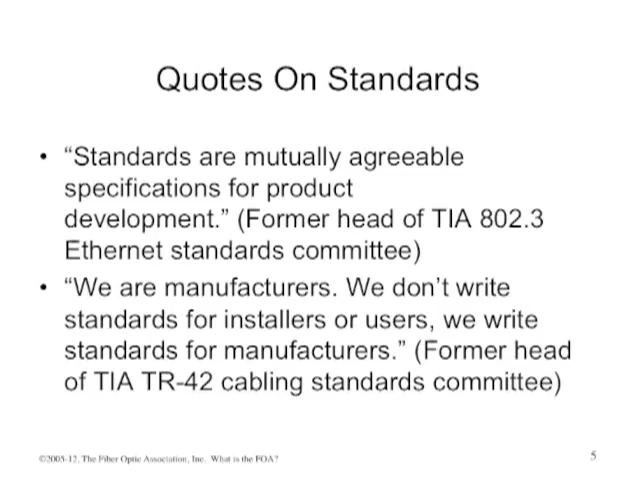 Quotes On Standards
• “Standards are mutually agreeable
specifications for product
development.” (Former head of TIA 802.3
Ethernet standards committee)
• “We are manufacturers. We don’t write
standards for installers or users, we write
standards for manufacturers.” (Former head
of TIA TR-42 cabling standards committee)
©2005-12, The Fiber Optic Association, Inc. What is the FOA?
5